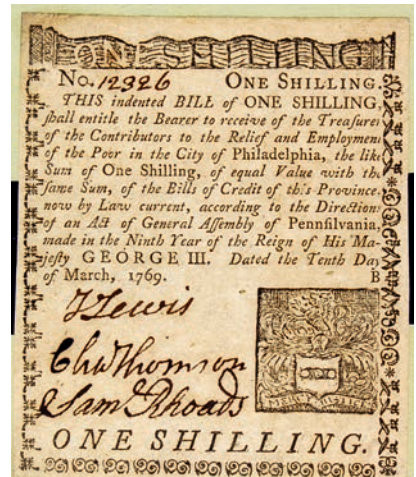 ONE SHILLING.
No. 12326 ONE SHILLING.
THIS indented BILL of ONE SHILLING,
ſhall entitle the Bearer to receive of the Treaſurer
of the Contributors to the Relief and Employment
of the Poor in the City of Philadelphia, the like
Sum of One Shilling, of equal Value with the
ſame Sum, of the Bills of Credit of this Province,
now by Law current, according to the Directions
of an Act of General Aſſembly of Pennſilvania,
made in the Ninth Year of the Reign of His Ma-
jeſty GEORGE III. Dated the Tenth Day
of March, 1769. B
J Lewis
Chas Thomson
Saml Rhoads
MERCY JUSTICE
ONE SHILLING.